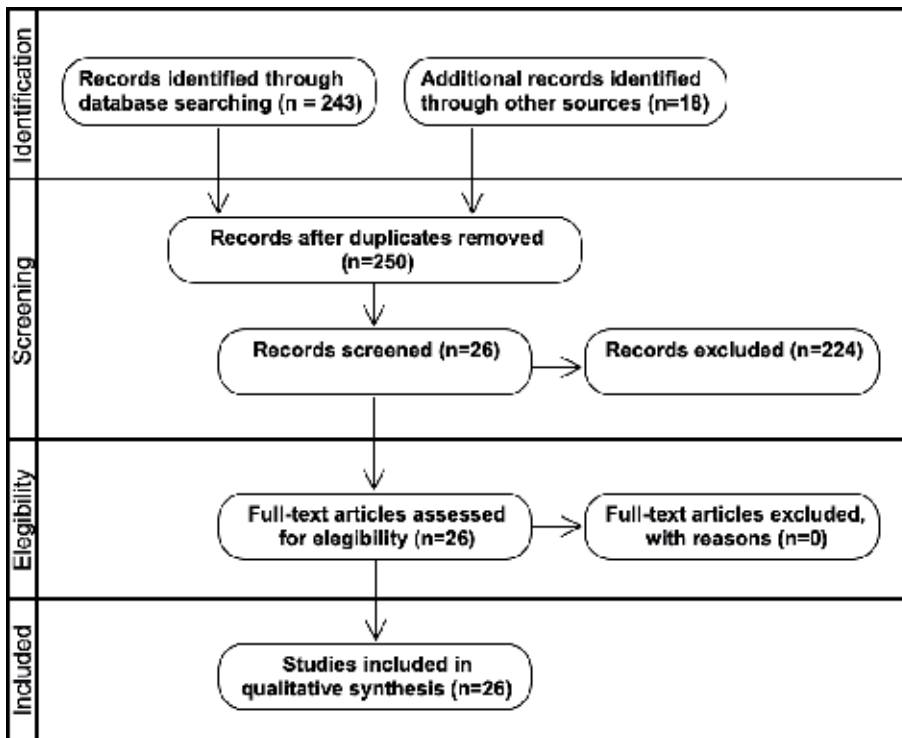 Identification
Records identified through
database searching (n = 243)
Additional records identified
through other sources (n=18)
Screening
Records after duplicates removed
(n=250)
Records screened (n=26)
Records excluded (n=224)
Elegibility
Full-text articles assessed
for elegibility (n=26)
Full-text articles excluded,
with reasons (n=0)
Included
Studies included in
qualitative synthesis (n=26)